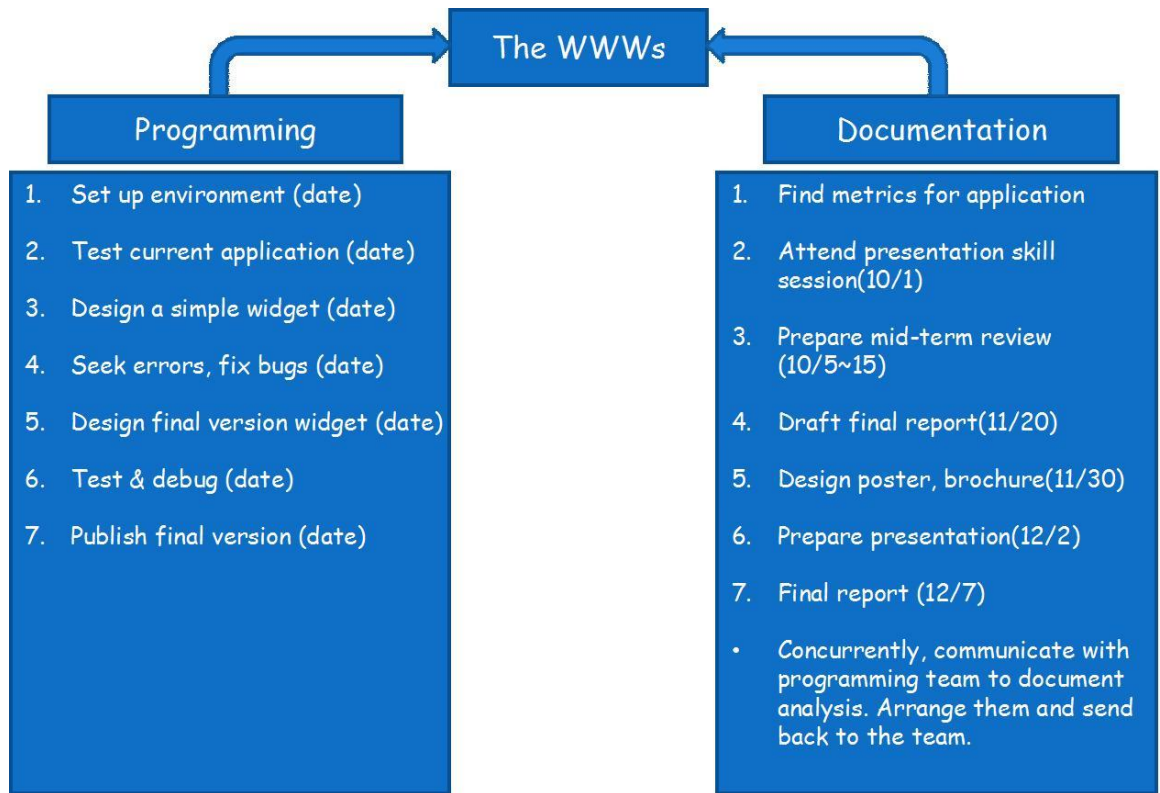 The WWWs
Programming
1. Set up environment (date)
2. Test current application (date)
3. Design a simple widget (date)
4. Seek errors, fix bugs (date)
5. Design final version widget (date)
6. Test & debug (date)
7. Publish final version (date)
Documentation
1. Find metrics for application
2. Attend presentation skill
session(10/1)
3. Prepare mid-term review
(10/5~15)
4. Draft final report(11/20)
5. Design poster, brochure(11/30)
6. Prepare presentation(12/2)
7. Final report (12/7)
• Concurrently, communicate with
programming team to document
analysis. Arrange them and send
back to the team.